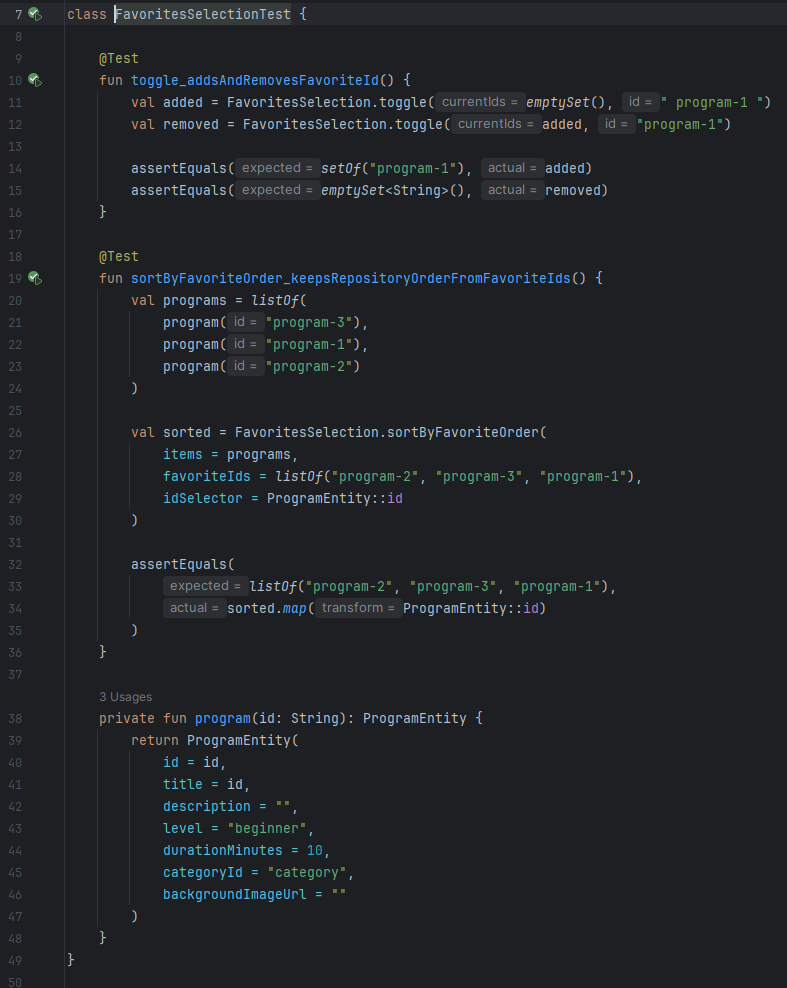 7 class FavoritesSelectionTest {
8
9 @Test
10 fun toggle_addsAndRemovesFavoriteId() {
11 val added = FavoritesSelection.toggle( currentIds = emptySet(), id = " program-1 ")
12 val removed = FavoritesSelection.toggle( currentIds = added, id = "program-1")
13
14 assertEquals( expected = setOf("program-1"), actual = added)
15 assertEquals( expected = emptySet<String>(), actual = removed)
16 }
17
18 @Test
19 fun sortByFavoriteOrder_keepsRepositoryOrderFromFavoriteIds() {
20 val programs = listOf(
21 program( id = "program-3"),
22 program( id = "program-1"),
23 program( id = "program-2")
24 )
25
26 val sorted = FavoritesSelection.sortByFavoriteOrder(
27 items = programs,
28 favoriteIds = listOf("program-2", "program-3", "program-1"),
29 idSelector = ProgramEntity::id
30 )
31
32 assertEquals(
33 expected = listOf("program-2", "program-3", "program-1"),
34 actual = sorted.map( transform = ProgramEntity::id)
35 )
36 }
37
3 Usages
38 private fun program(id: String): ProgramEntity {
39 return ProgramEntity(
40 id = id,
41 title = id,
42 description = "",
43 level = "beginner",
44 durationMinutes = 10,
45 categoryId = "category",
46 backgroundImageUrl = ""
47 )
48 }
49 }
50